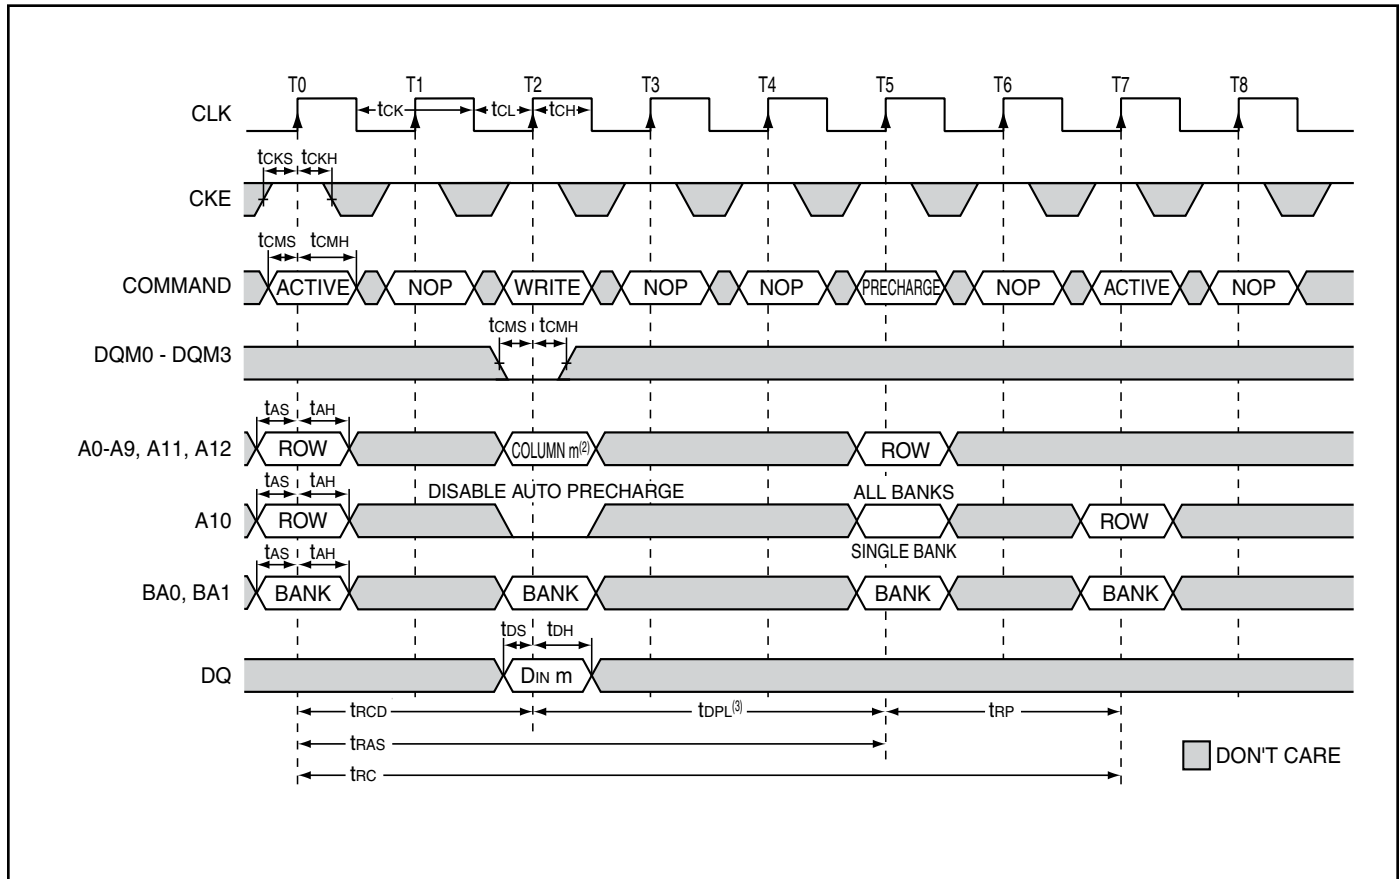 T0 T1 T2 T3 T4 T5 T6 T7 T8
CLK tCK tCL tCH
tCKS tCKH
CKE
tCMS tCMH
COMMAND ACTIVE NOP WRITE NOP NOP PRECHARGE NOP ACTIVE NOP
tCMS tCMH
DQM0 - DQM3
tAS tAH
A0-A9, A11, A12 ROW COLUMN m(2) ROW
tAS tAH DISABLE AUTO PRECHARGE ALL BANKS
A10 ROW ROW
tAS tAH SINGLE BANK
BA0, BA1 BANK BANK BANK BANK
tDS tDH
DQ DIN m
tRCD tDPL(3) tRP
tRAS
tRC
DON'T CARE